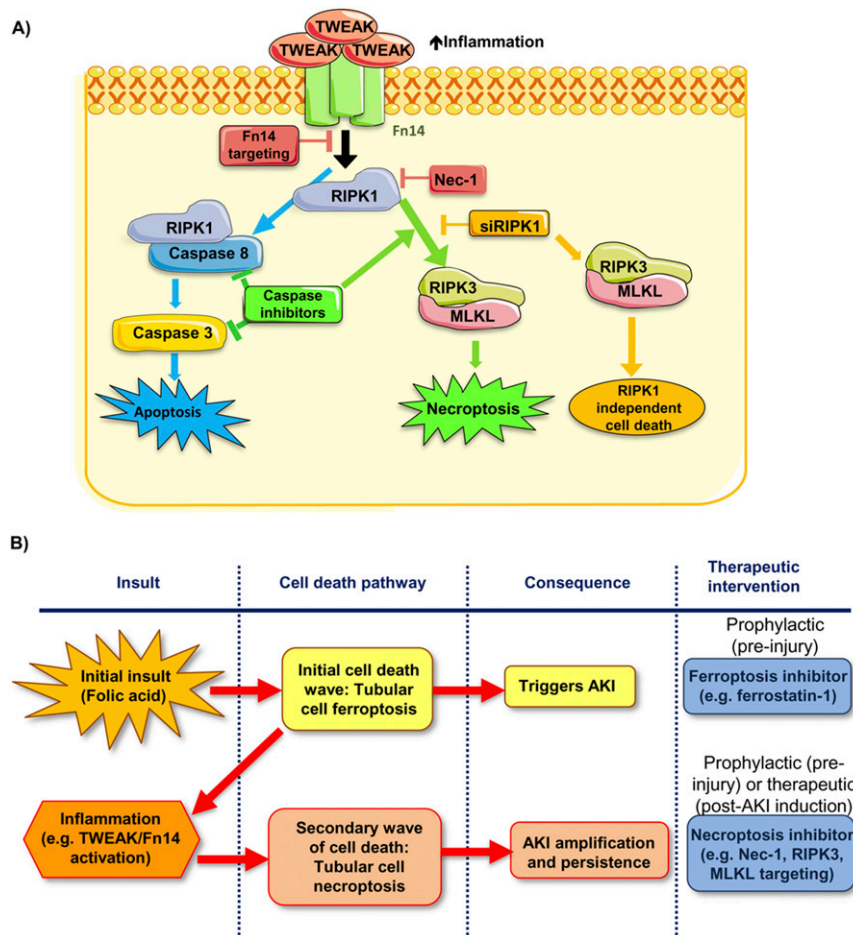 A)
TWEAK
TWEAK
TWEAK
↑Inflammation
Fn14
Fn14
targeting
RIPK1
Nec-1
RIPK1
Caspase 8
siRIPK1
RIPK3
MLKL
RIPK3
MLKL
Caspase
inhibitors
Caspase 3
Apoptosis
Necroptosis
RIPK1
independent
cell death
B)
Insult
Cell death pathway
Consequence
Therapeutic
intervention
Initial insult
(Folic acid)
Initial cell death
wave: Tubular
cell ferroptosis
Triggers AKI
Prophylactic
(pre-injury)
Ferroptosis inhibitor
(e.g. ferrostatin-1)
Inflammation
(e.g. TWEAK/Fn14
activation)
Secondary wave
of cell death:
Tubular cell
necroptosis
AKI amplification
and persistence
Prophylactic (pre-
injury) or therapeutic
(post-AKI induction)
Necroptosis inhibitor
(e.g. Nec-1, RIPK3,
MLKL targeting)